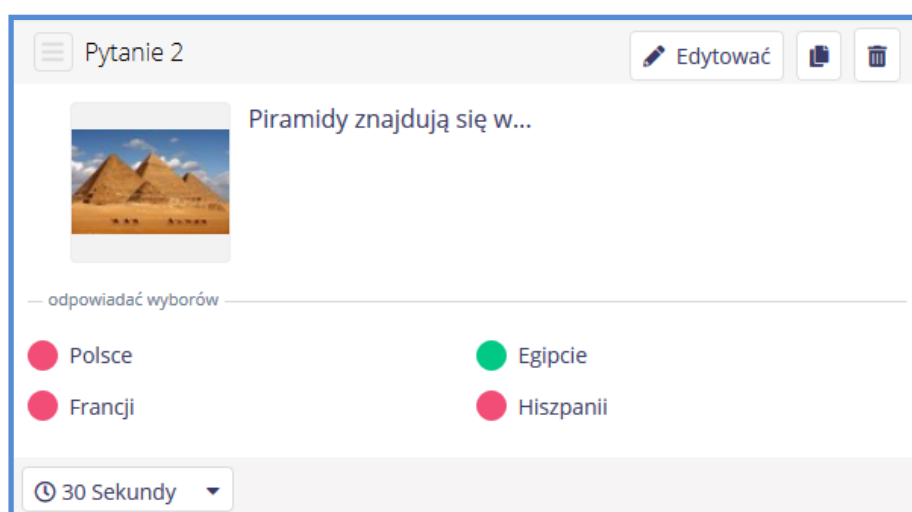 Pytanie 2
Edytować
Piramidy znajdują się w...
odpowiadać wyborów
Polsce
Egipcie
Francji
Hiszpanii
30 Sekundy